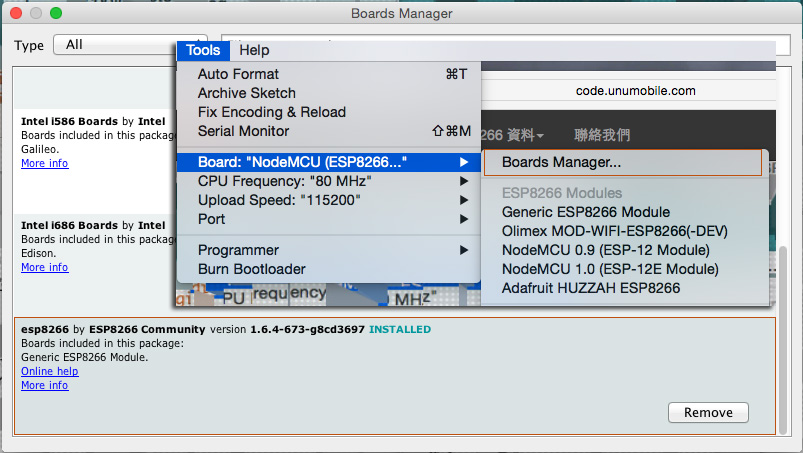 Boards Manager
Type All
Tools Help
Auto Format ⌘T
Archive Sketch
Fix Encoding & Reload
Serial Monitor ⇧⌘M
Board: "NodeMCU (ESP8266..."
CPU Frequency: "80 MHz"
Upload Speed: "115200"
Port
Programmer
Burn Bootloader
code.unumobile.com
266 資料 聯絡我們
Boards Manager...
ESP8266 Modules
Generic ESP8266 Module
Olimex MOD-WIFI-ESP8266(-DEV)
NodeMCU 0.9 (ESP-12 Module)
NodeMCU 1.0 (ESP-12E Module)
Adafruit HUZZAH ESP8266
PU requency
MHz"
Intel i586 Boards by Intel
Boards included in this package
Galileo.
More info
Intel i686 Boards by Intel
Boards included in this package
Edison.
More info
esp8266 by ESP8266 Community version 1.6.4-673-g8cd3697 INSTALLED
Boards included in this package:
Generic ESP8266 Module.
Online help
More info
Remove